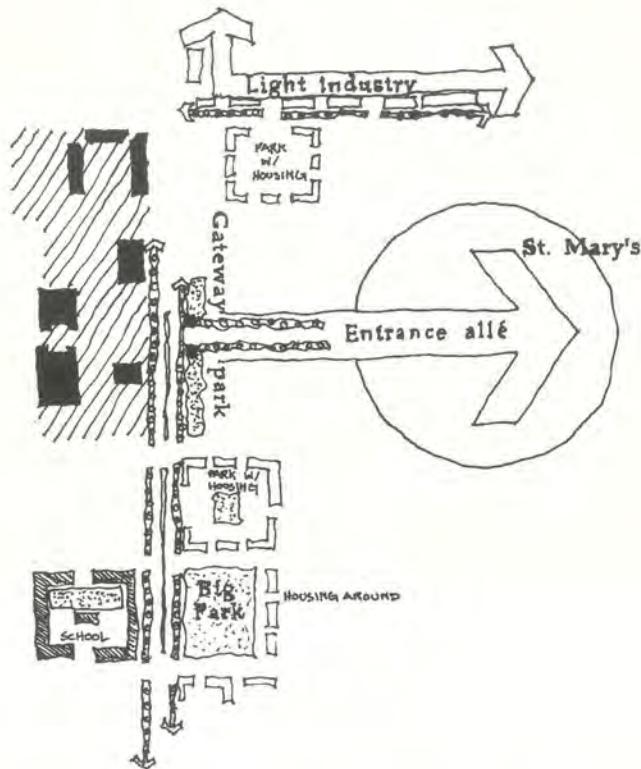 Light industry
PARK
W/
HOUSING
Gateway park
St. Mary's
Entrance allé
PARK W/
HOUSING
Big
Park
HOUSING AROUND
SCHOOL